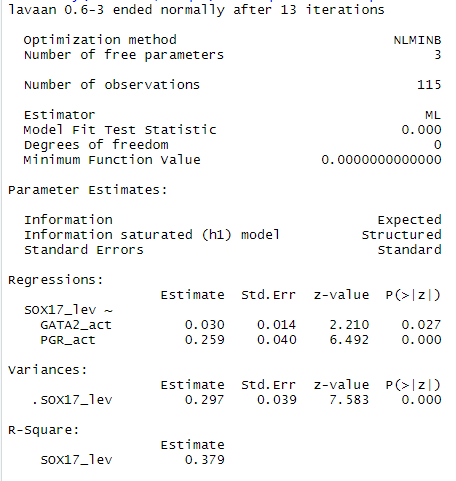 lavaan 0.6-3 ended normally after 13 iterations
Optimization method NLMINB
Number of free parameters 3
Number of observations 115
Estimator ML
Model Fit Test Statistic 0.000
Degrees of freedom 0
Minimum Function Value 0.0000000000000
Parameter Estimates:
Information Expected
Information saturated (h1) model Structured
Standard Errors Standard
Regressions:
Estimate Std.Err z-value P(>|z|)
SOX17_lev ~
GATA2_act 0.030 0.014 2.210 0.027
PGR_act 0.259 0.040 6.492 0.000
Variances:
Estimate Std.Err z-value P(>|z|)
.SOX17_lev 0.297 0.039 7.583 0.000
R-Square:
Estimate
SOX17_lev 0.379